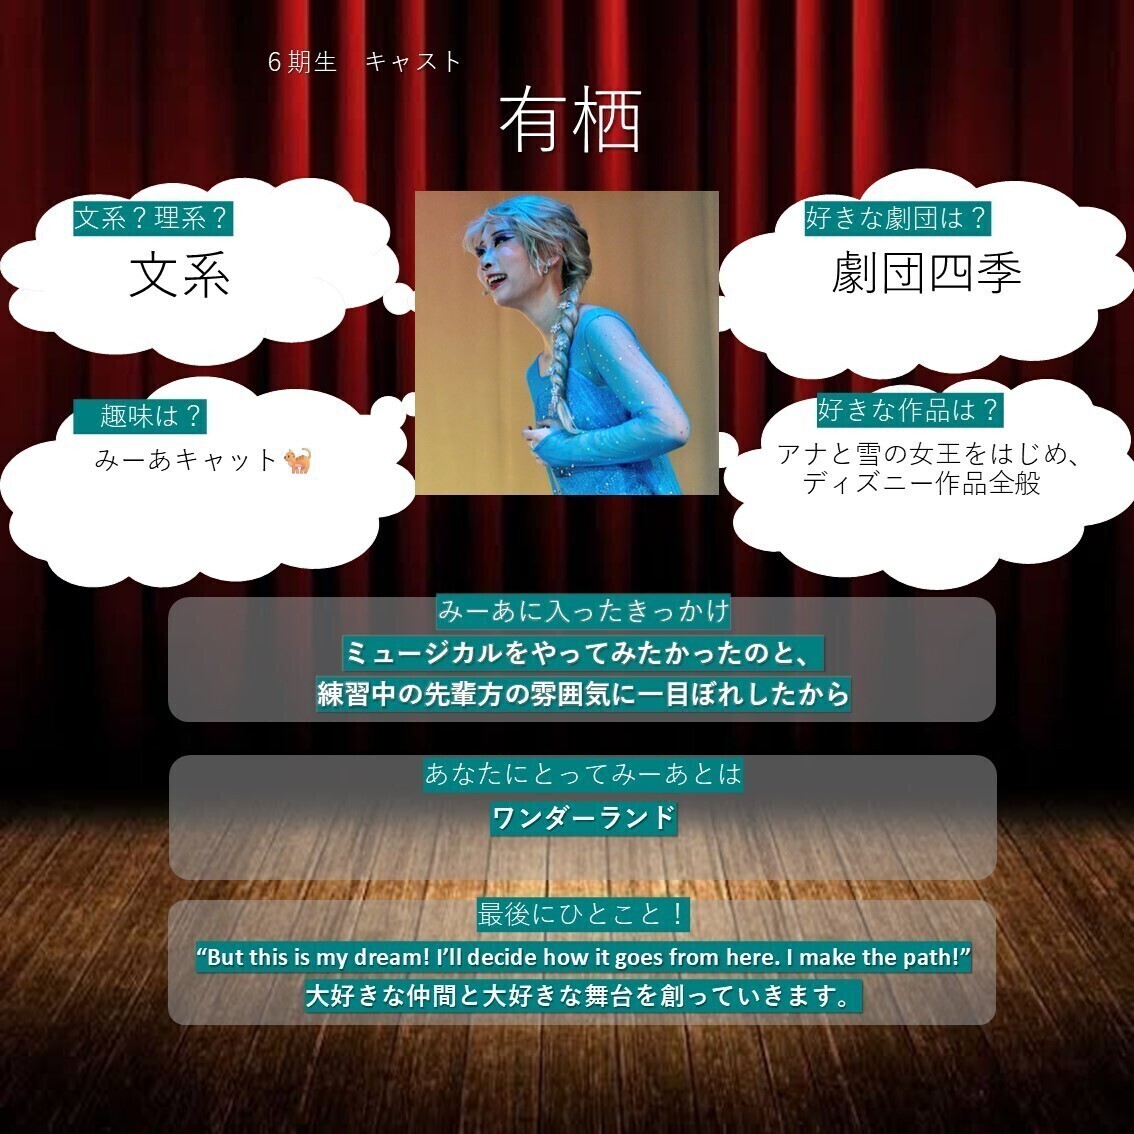 ６期生　キャスト
有栖
文系？理系？
文系
好きな劇団は？
劇団四季
趣味は？
みーあキャット🐈
好きな作品は？
アナと雪の女王をはじめ、
ディズニー作品全般
みーあに入ったきっかけ
ミュージカルをやってみたかったのと、
練習中の先輩方の雰囲気に一目ぼれしたから
あなたにとってみーあとは
ワンダーランド
最後にひとこと！
“But this is my dream! I’ll decide how it goes from here. I make the path!”
大好きな仲間と大好きな舞台を創っていきます。